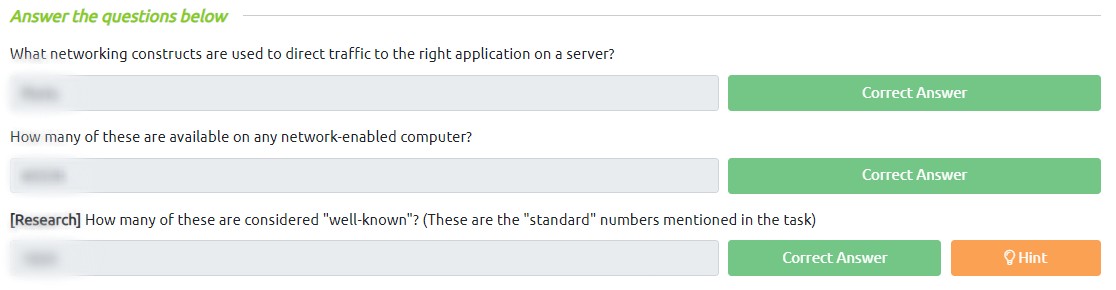 Answer the questions below
What networking constructs are used to direct traffic to the right application on a server?
Correct Answer
How many of these are available on any network-enabled computer?
Correct Answer
[Research] How many of these are considered "well-known"? (These are the "standard" numbers mentioned in the task)
Correct Answer Hint